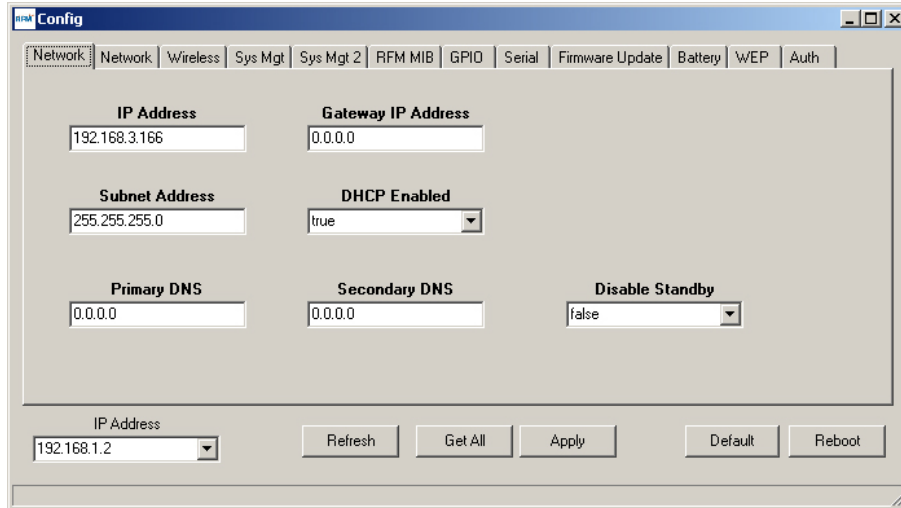 RFM Config
Network Network Wireless Sys Mgt Sys Mgt 2 RFM MIB GPIO Serial Firmware Update Battery WEP Auth
IP Address Gateway IP Address
192.168.3.166 0.0.0.0
Subnet Address DHCP Enabled
255.255.255.0 true
Primary DNS Secondary DNS Disable Standby
0.0.0.0 0.0.0.0 false
IP Address
192.168.1.2 Refresh Get All Apply Default Reboot